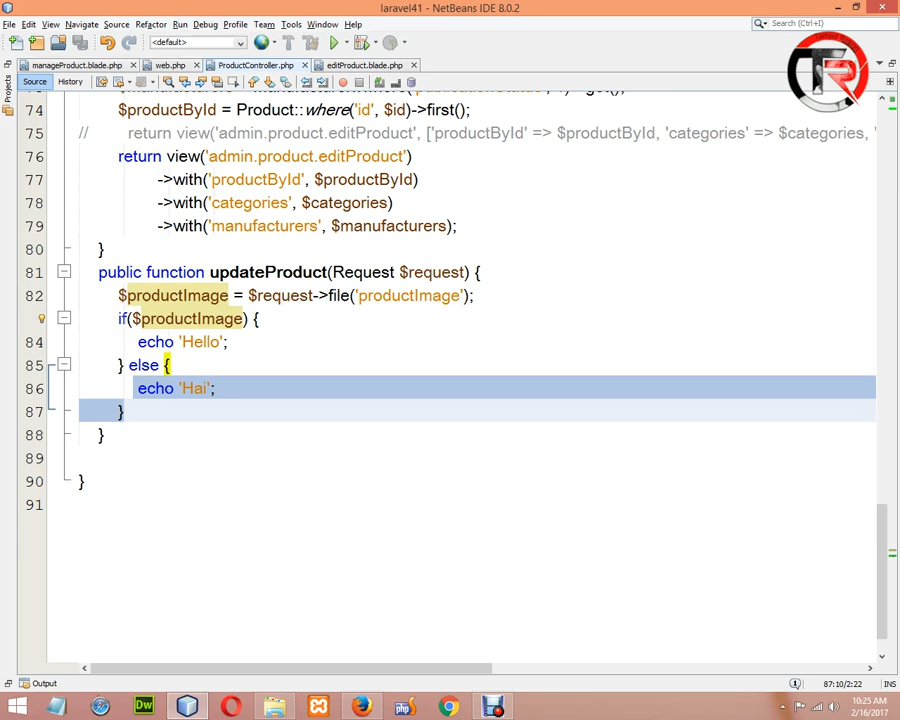 laravel41 - NetBeans IDE 8.0.2
File Edit View Navigate Source Refactor Run Debug Profile Team Tools Window Help
Search (Ctrl+I)
<default>
manageProduct.blade.php web.php ProductController.php editProduct.blade.php
Source History
Projects
74 $productById = Product::where('id', $id)->first();
75 // return view('admin.product.editProduct', ['productById' => $productById, 'categories' => $categories, '
76 return view('admin.product.editProduct')
77 ->with('productById', $productById)
78 ->with('categories', $categories)
79 ->with('manufacturers', $manufacturers);
80 }
81 public function updateProduct(Request $request) {
82 $productImage = $request->file('productImage');
if($productImage) {
84 echo 'Hello';
85 } else {
86 echo 'Hai';
87 }
88 }
89
90 }
91
Output
87:10/2:22 INS
10:25 AM
2/16/2017